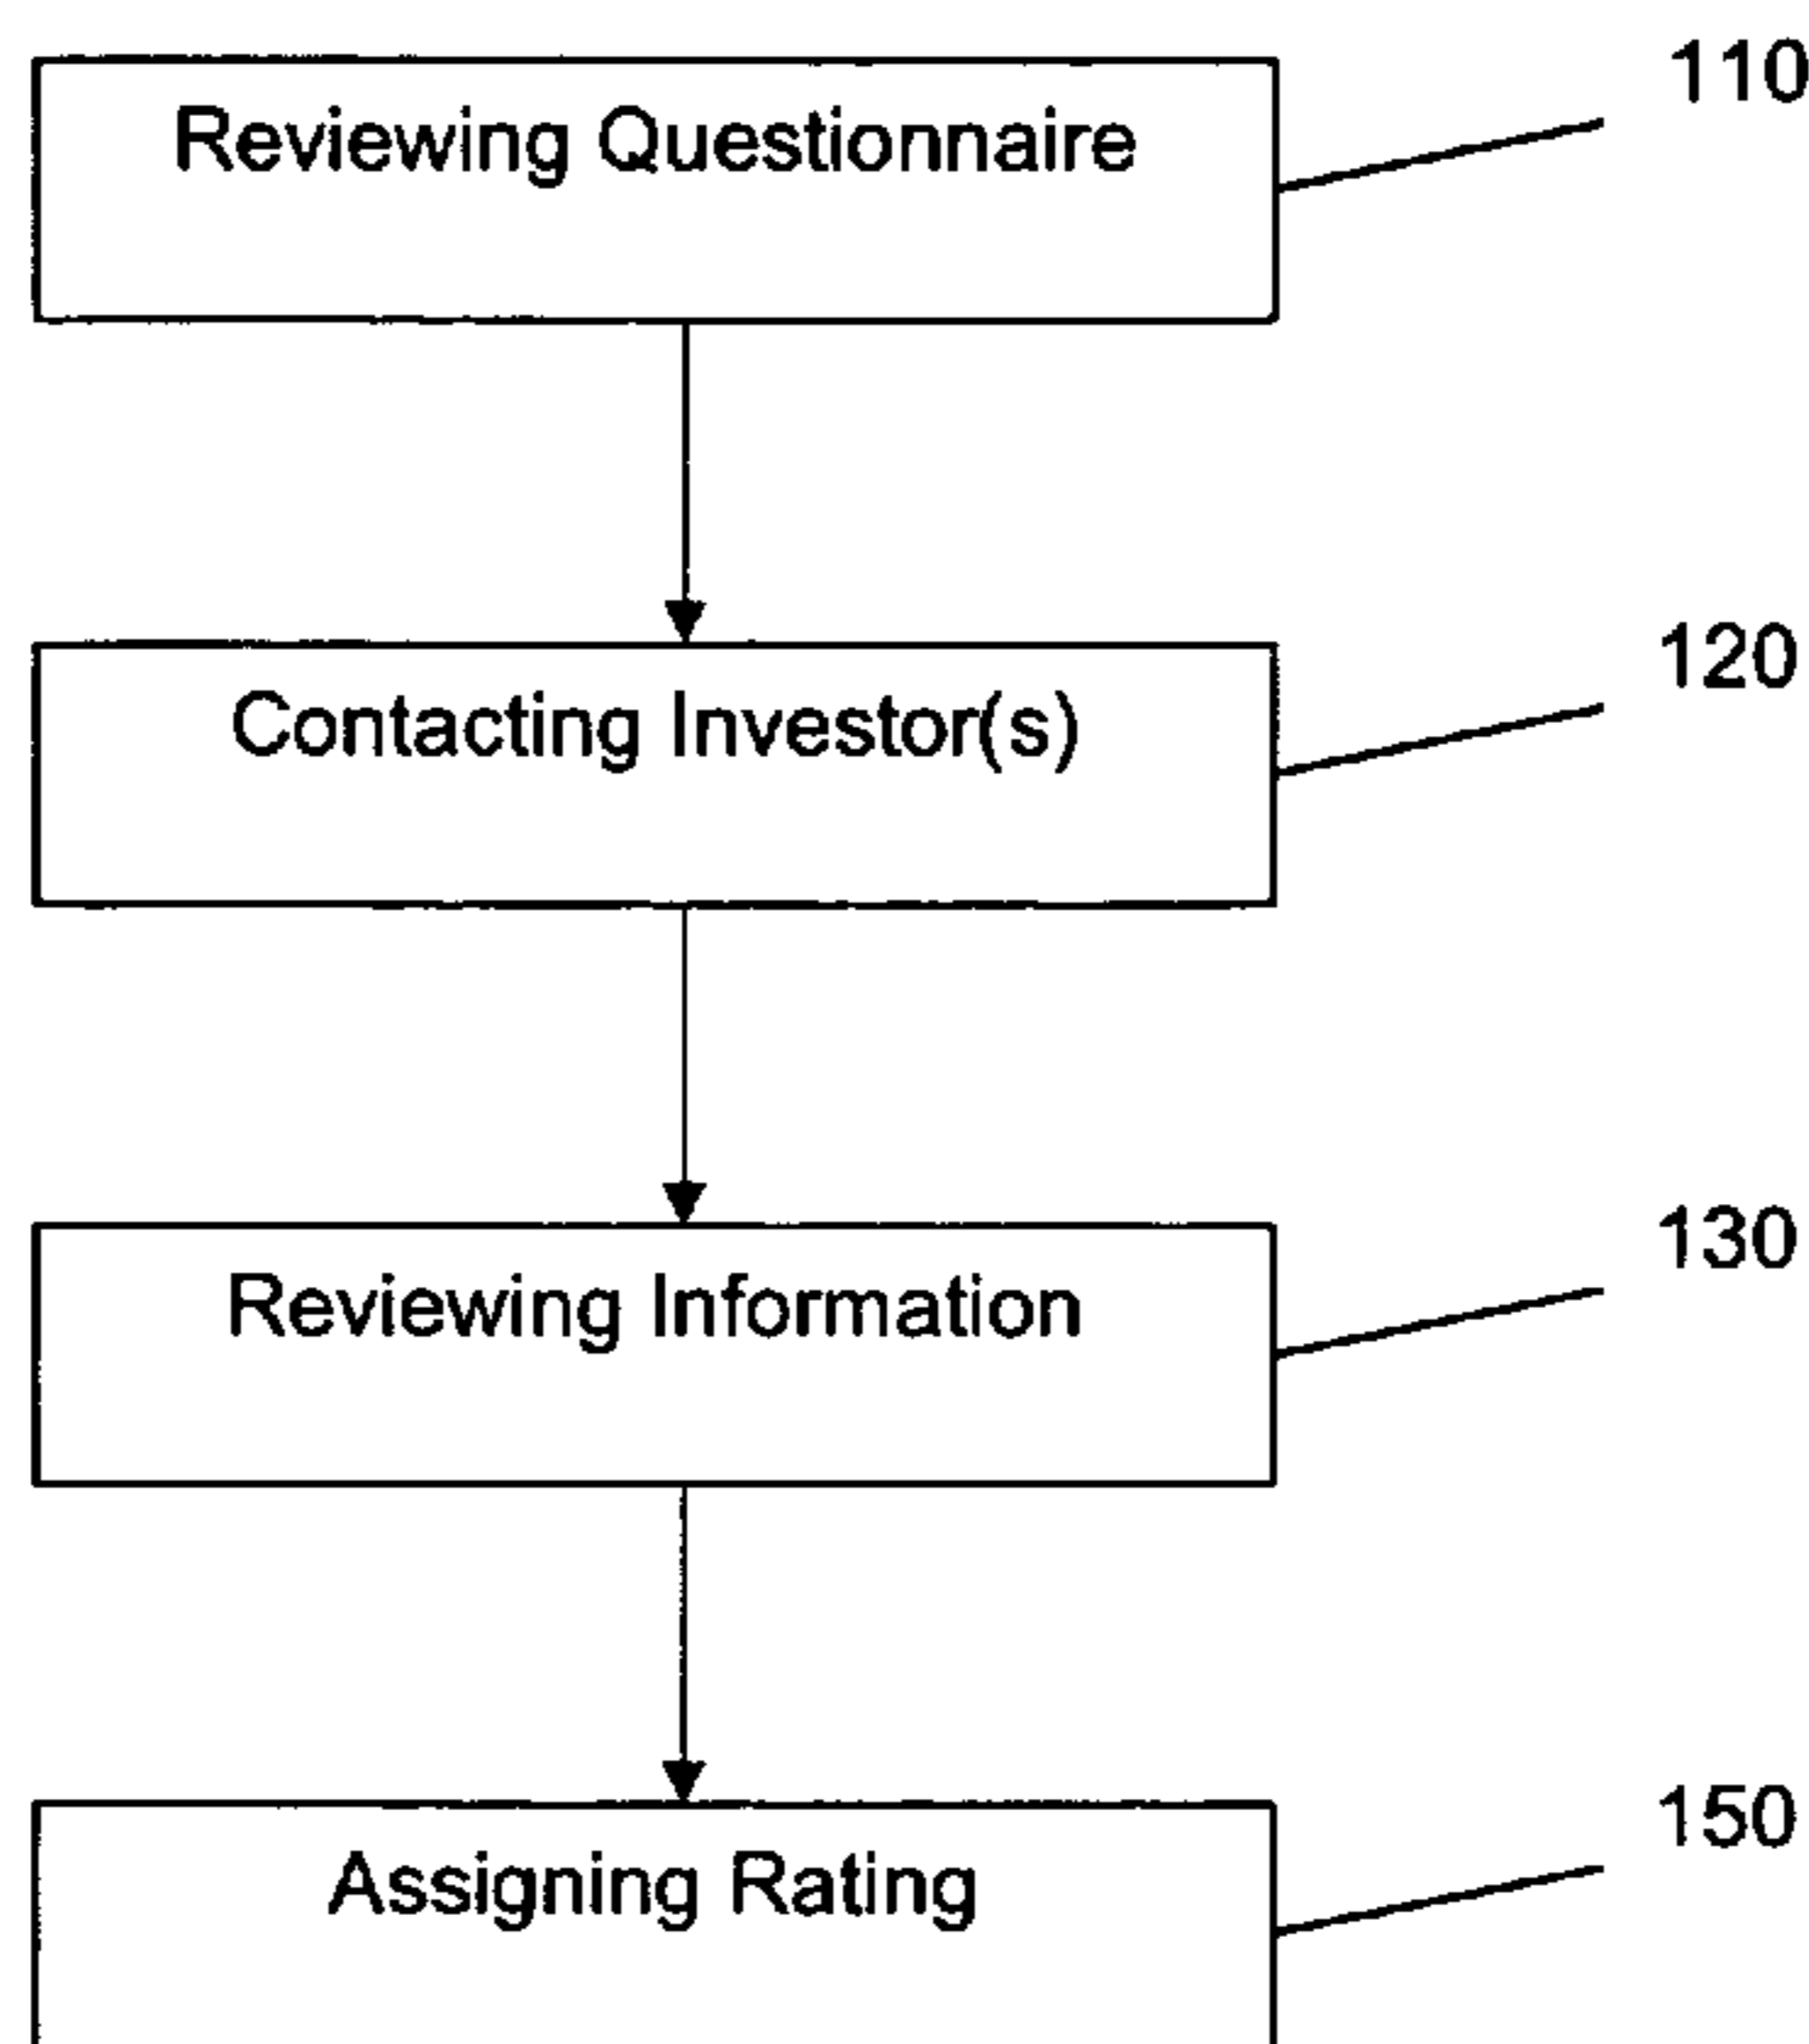 110
Reviewing Questionnaire
120
Contacting Investor(s)
130
Reviewing Information
150
Assigning Rating